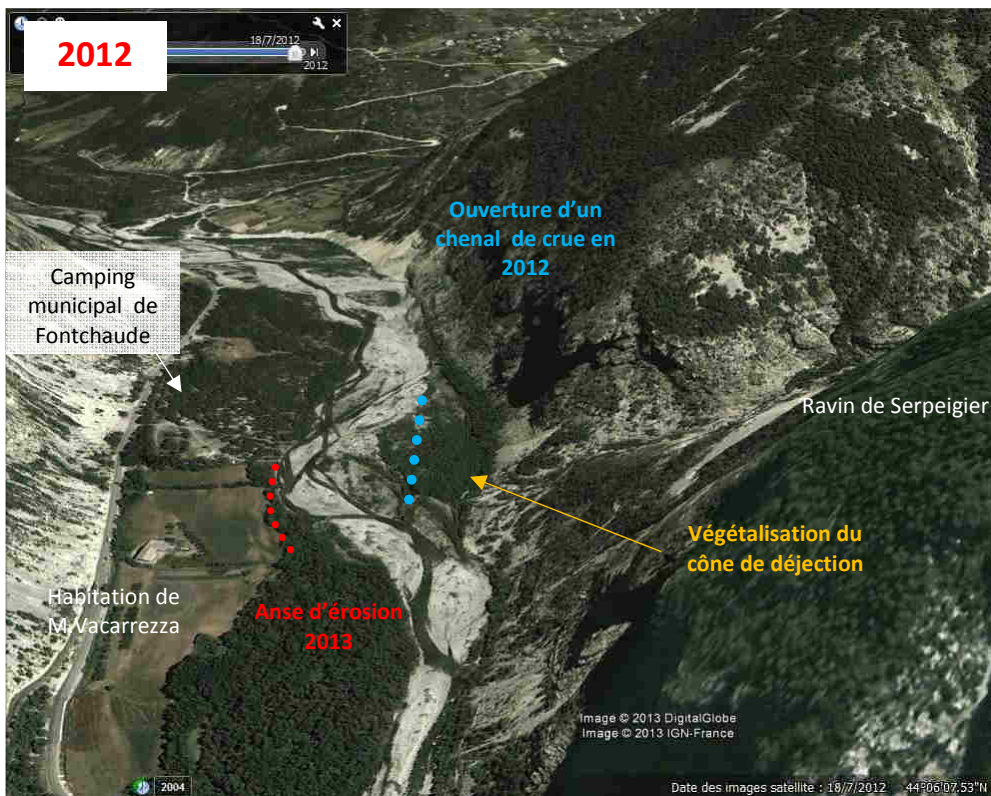 18/7/2012
2012
2012
Ouverture d'un
chenal de crue en
2012
Camping
municipal de
Fontchaude
Ravin de Serpeigier
Végétalisation du
cône de déjection
Habitation de
M.Vacarrezza
Anse d'érosion
2013
Image © 2013 DigitalGlobe
Image © 2013 IGN-France
2004
Date des images satellite : 18/7/2012 44°06'07.53"N